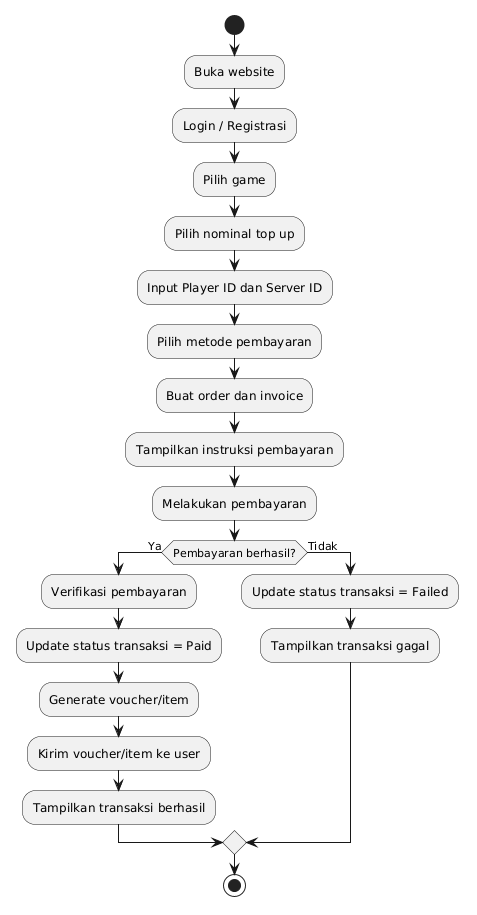 Buka website
Login / Registrasi
Pilih game
Pilih nominal top up
Input Player ID dan Server ID
Pilih metode pembayaran
Buat order dan invoice
Tampilkan instruksi pembayaran
Melakukan pembayaran
Ya
Pembayaran berhasil?
Tidak
Verifikasi pembayaran
Update status transaksi = Paid
Generate voucher/item
Kirim voucher/item ke user
Tampilkan transaksi berhasil
Update status transaksi = Failed
Tampilkan transaksi gagal